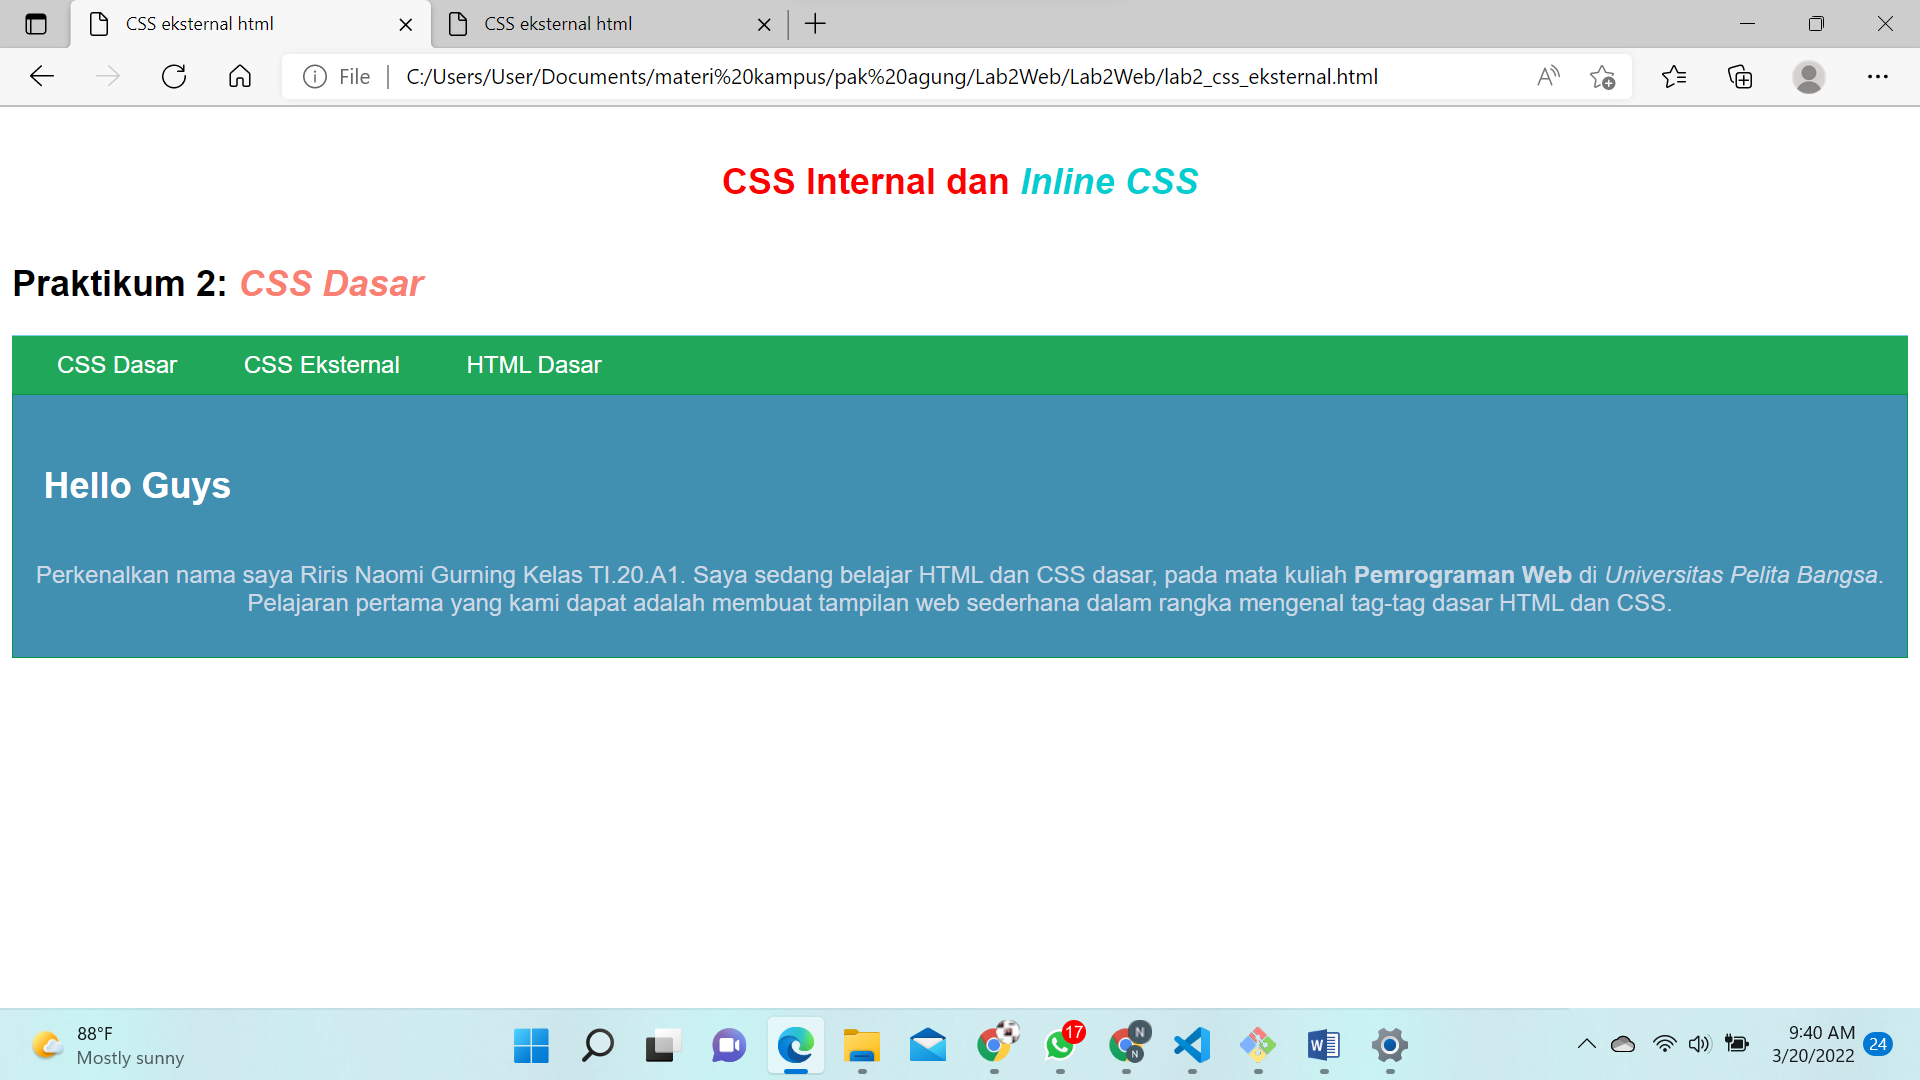 CSS eksternal html
CSS eksternal html
File
C:/Users/User/Documents/materi%20kampus/pak%20agung/Lab2Web/Lab2Web/lab2_css_eksternal.html
CSS Internal dan Inline CSS
Praktikum 2: CSS Dasar
CSS Dasar
CSS Eksternal
HTML Dasar
Hello Guys
Perkenalkan nama saya Riris Naomi Gurning Kelas TI.20.A1. Saya sedang belajar HTML dan CSS dasar, pada mata kuliah Pemrograman Web di Universitas Pelita Bangsa.
Pelajaran pertama yang kami dapat adalah membuat tampilan web sederhana dalam rangka mengenal tag-tag dasar HTML dan CSS.
88°F
Mostly sunny
17
N
N
W
9:40 AM
3/20/2022
24